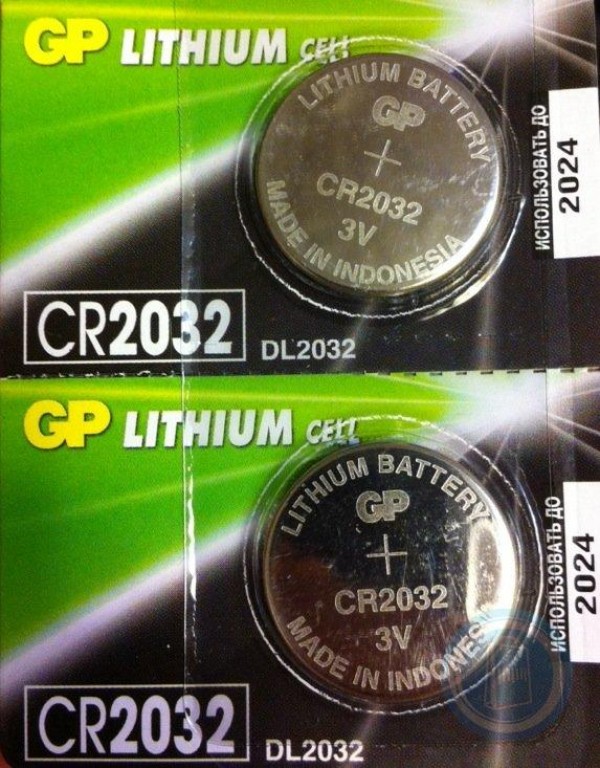 GP LITHIUM CELL
LITHIUM BATTERY
GP
+
CR2032
3V
MADE IN INDONESIA
ИСПОЛЬЗОВАТЬ ДО
2024
CR2032
DL2032
GP LITHIUM CELL
LITHIUM BATTERY
GP
+
CR2032
3V
MADE IN INDONES
ИСПОЛЬЗОВАТЬ ДО
2024
CR2032
DL2032